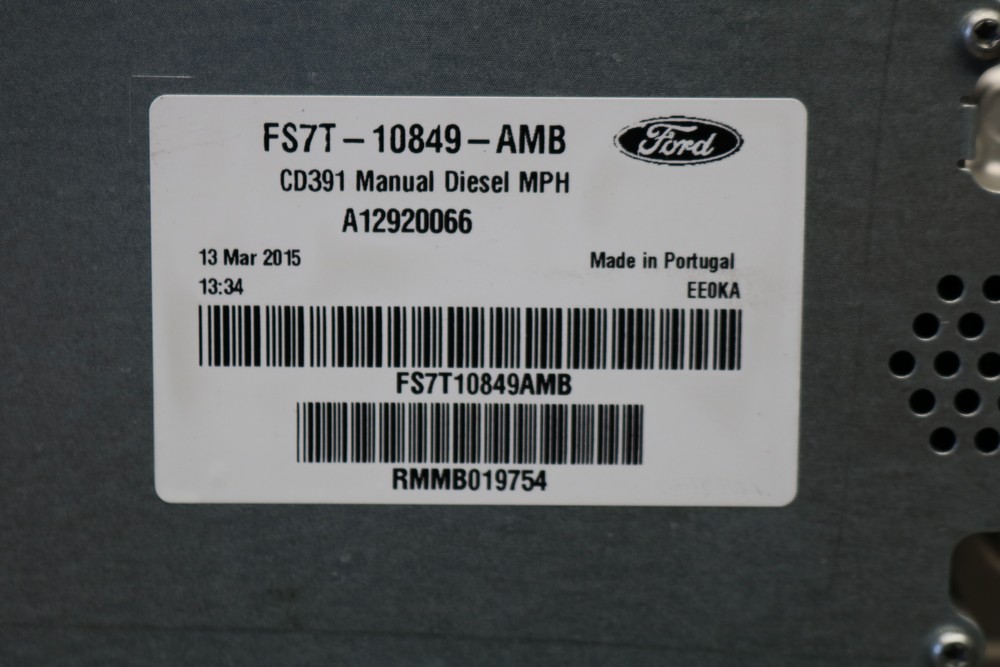 FS7T-10849-AMB
Ford
CD391 Manual Diesel MPH
A12920066
13 Mar 2015
Made in Portugal
13:34
EE0KA
FS7T10849AMB
RMMB019754